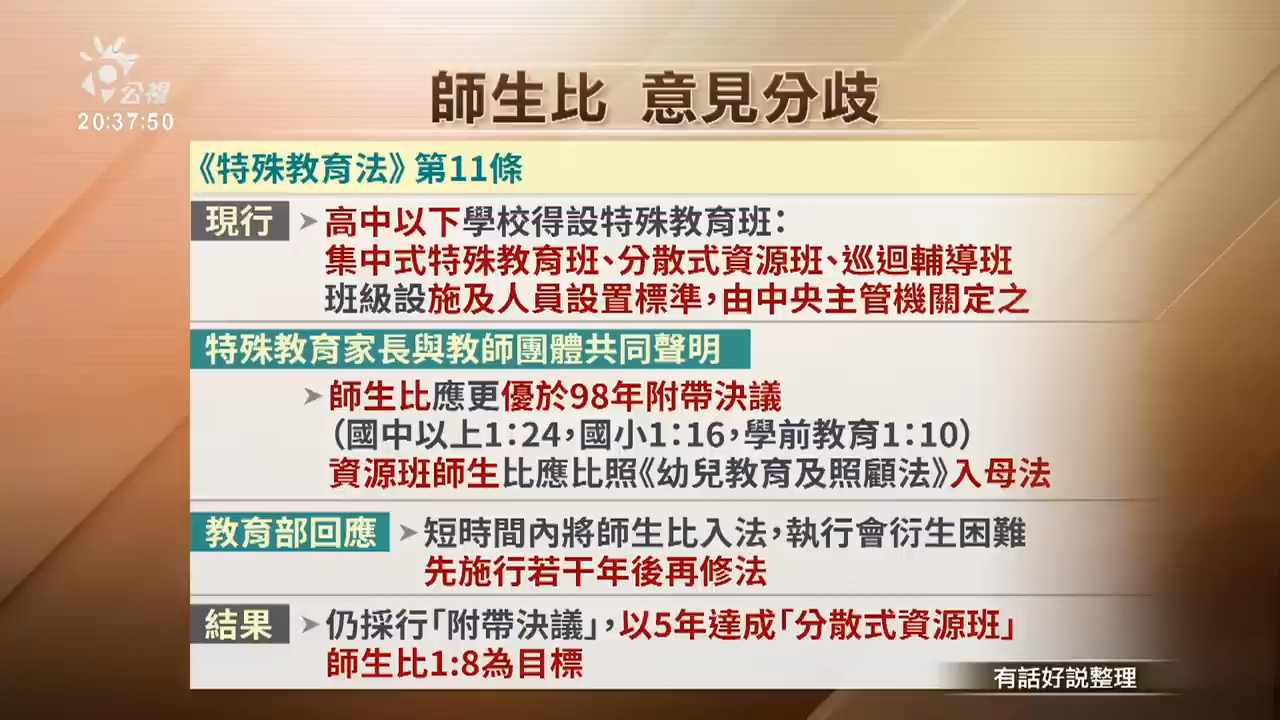 公視
20:37:50
師生比 意見分歧
《特殊教育法》第11條
現行 ➤ 高中以下學校得設特殊教育班：
集中式特殊教育班、分散式資源班、巡迴輔導班
班級設施及人員設置標準，由中央主管機關定之
特殊教育家長與教師團體共同聲明
➤ 師生比應更優於98年附帶決議
（國中以上1：24，國小1：16，學前教育1：10）
資源班師生比應比照《幼兒教育及照顧法》入母法
教育部回應 ➤ 短時間內將師生比入法，執行會衍生困難
先施行若干年後再修法
結果 ➤ 仍採行「附帶決議」，以5年達成「分散式資源班」
師生比1:8為目標
有話好説整理